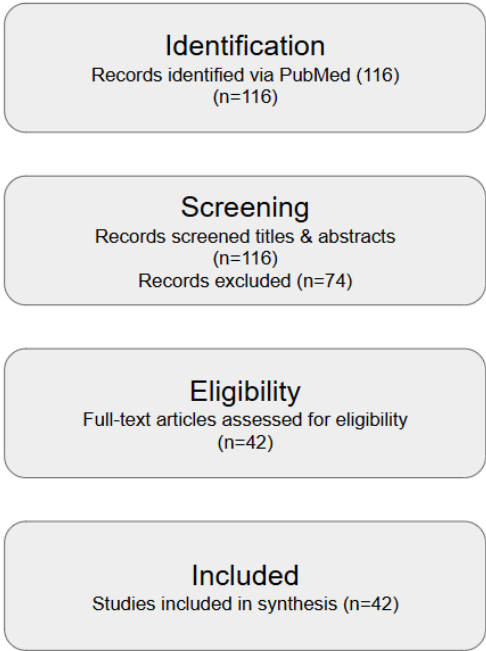 Identification
Records identified via PubMed (116)
(n=116)
Screening
Records screened titles & abstracts
(n=116)
Records excluded (n=74)
Eligibility
Full-text articles assessed for eligibility
(n=42)
Included
Studies included in synthesis (n=42)